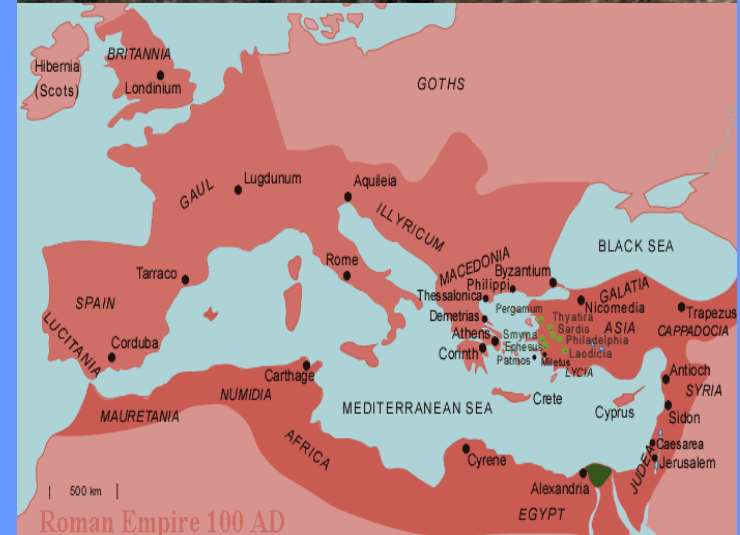 BRITANNIA
Hibernia
(Scots)
Londinium
GOTHS
GAUL
Lugdunum
Aquileia
ILLYRICUM
BLACK SEA
Rome
MACEDONIA
Byzantium
Philippi
Thessalonica
GALATIA
Nicomedia
Tarraco
SPAIN
LUCITANIA
Corduba
Pergamum
Demetrias
Thyatira
Sardis
ASIA
Trapezus
CAPPADOCIA
Athens
Smyrna
Philadelphia
Ephesus
Laodicia
Corinth
Patmos
Miletus
LYCIA
Carthage
NUMIDIA
MAURETANIA
MEDITERRANEAN SEA
Crete
Cyprus
Antioch
SYRIA
Sidon
AFRICA
Cyrene
Caesarea
Jerusalem
JUDEA
Alexandria
EGYPT
500 km
Roman Empire 100 AD